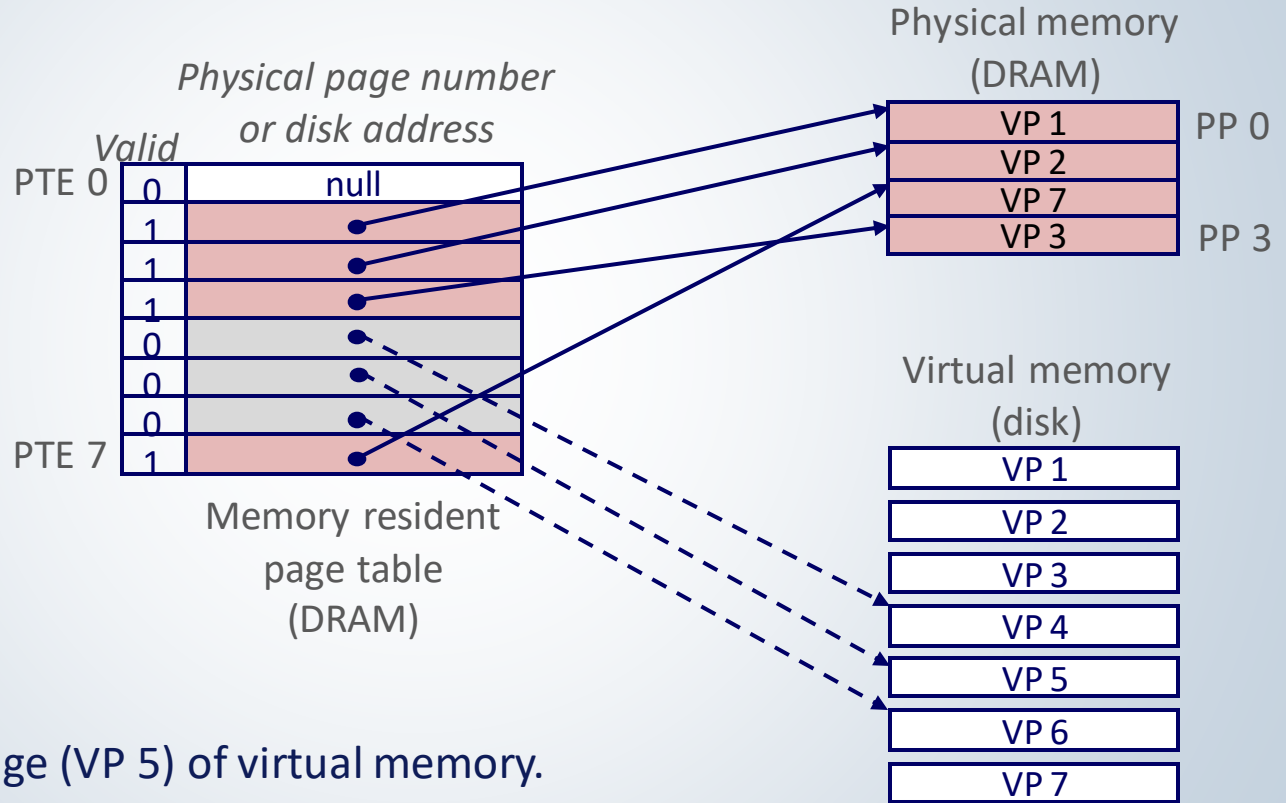 Physical memory
(DRAM)
Physical page number
or disk address
Valid
PTE 0
0
null
1
1
1
0
0
0
PTE 7
1
Memory resident
page table
(DRAM)
VP 1
PP 0
VP 2
VP 7
VP 3
PP 3
Virtual memory
(disk)
VP 1
VP 2
VP 3
VP 4
VP 5
VP 6
VP 7
ge (VP 5) of virtual memory.